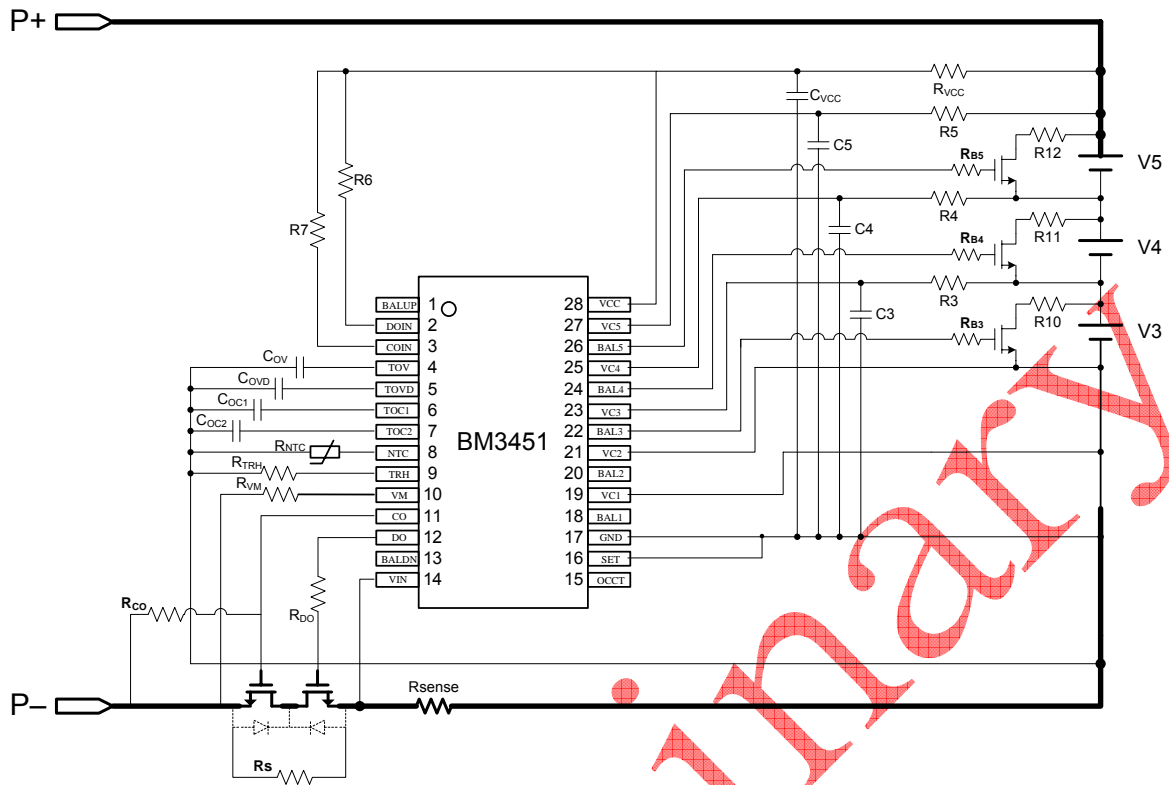 P+
RVCC
CVCC
R5
C5
R12
RB5
V5
R6
R4
C4
R7
R11
RB4
V4
R3
C3
R10
RB3
V3
BM3451
BALUP 1
DOIN 2
COIN 3
TOV 4
TOVD 5
TOC1 6
TOC2 7
NTC 8
TRH 9
VM 10
CO 11
DO 12
BALDN 13
VIN 14
28 VCC
27 VC5
26 BAL5
25 VC4
24 BAL4
23 VC3
22 BAL3
21 VC2
20 BAL2
19 VC1
18 BAL1
17 GND
16 SET
15 OCCT
COV
COVD
COC1
COC2
RNTC
RTRH
RVM
RCO
RDO
P–
Rsense
Rs
inary